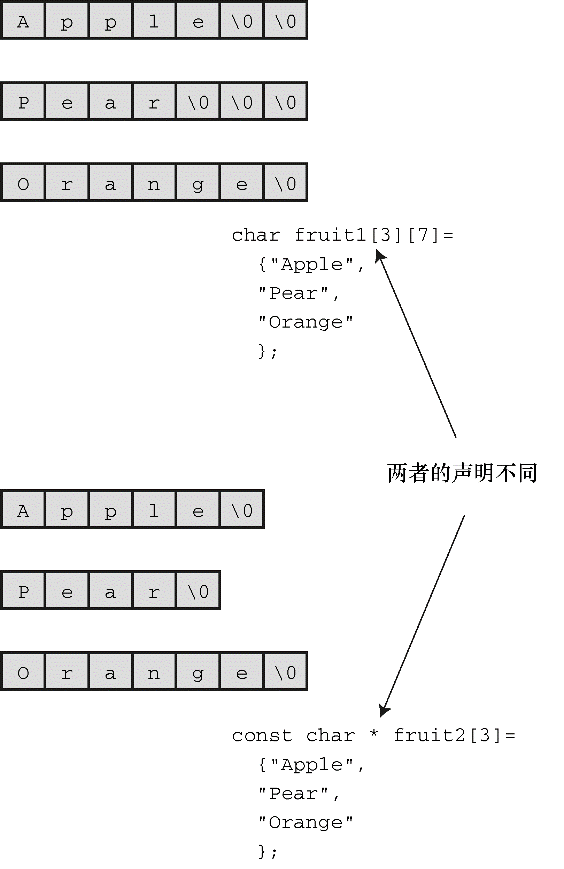 A p p l e \0 \0
P e a r \0 \0 \0
O r a n g e \0
char fruit1[3][7]=
{"Apple",
"Pear",
"Orange"
};
两者的声明不同
A p p l e \0
P e a r \0
O r a n g e \0
const char * fruit2[3]=
{"Apple",
"Pear",
"Orange"
};